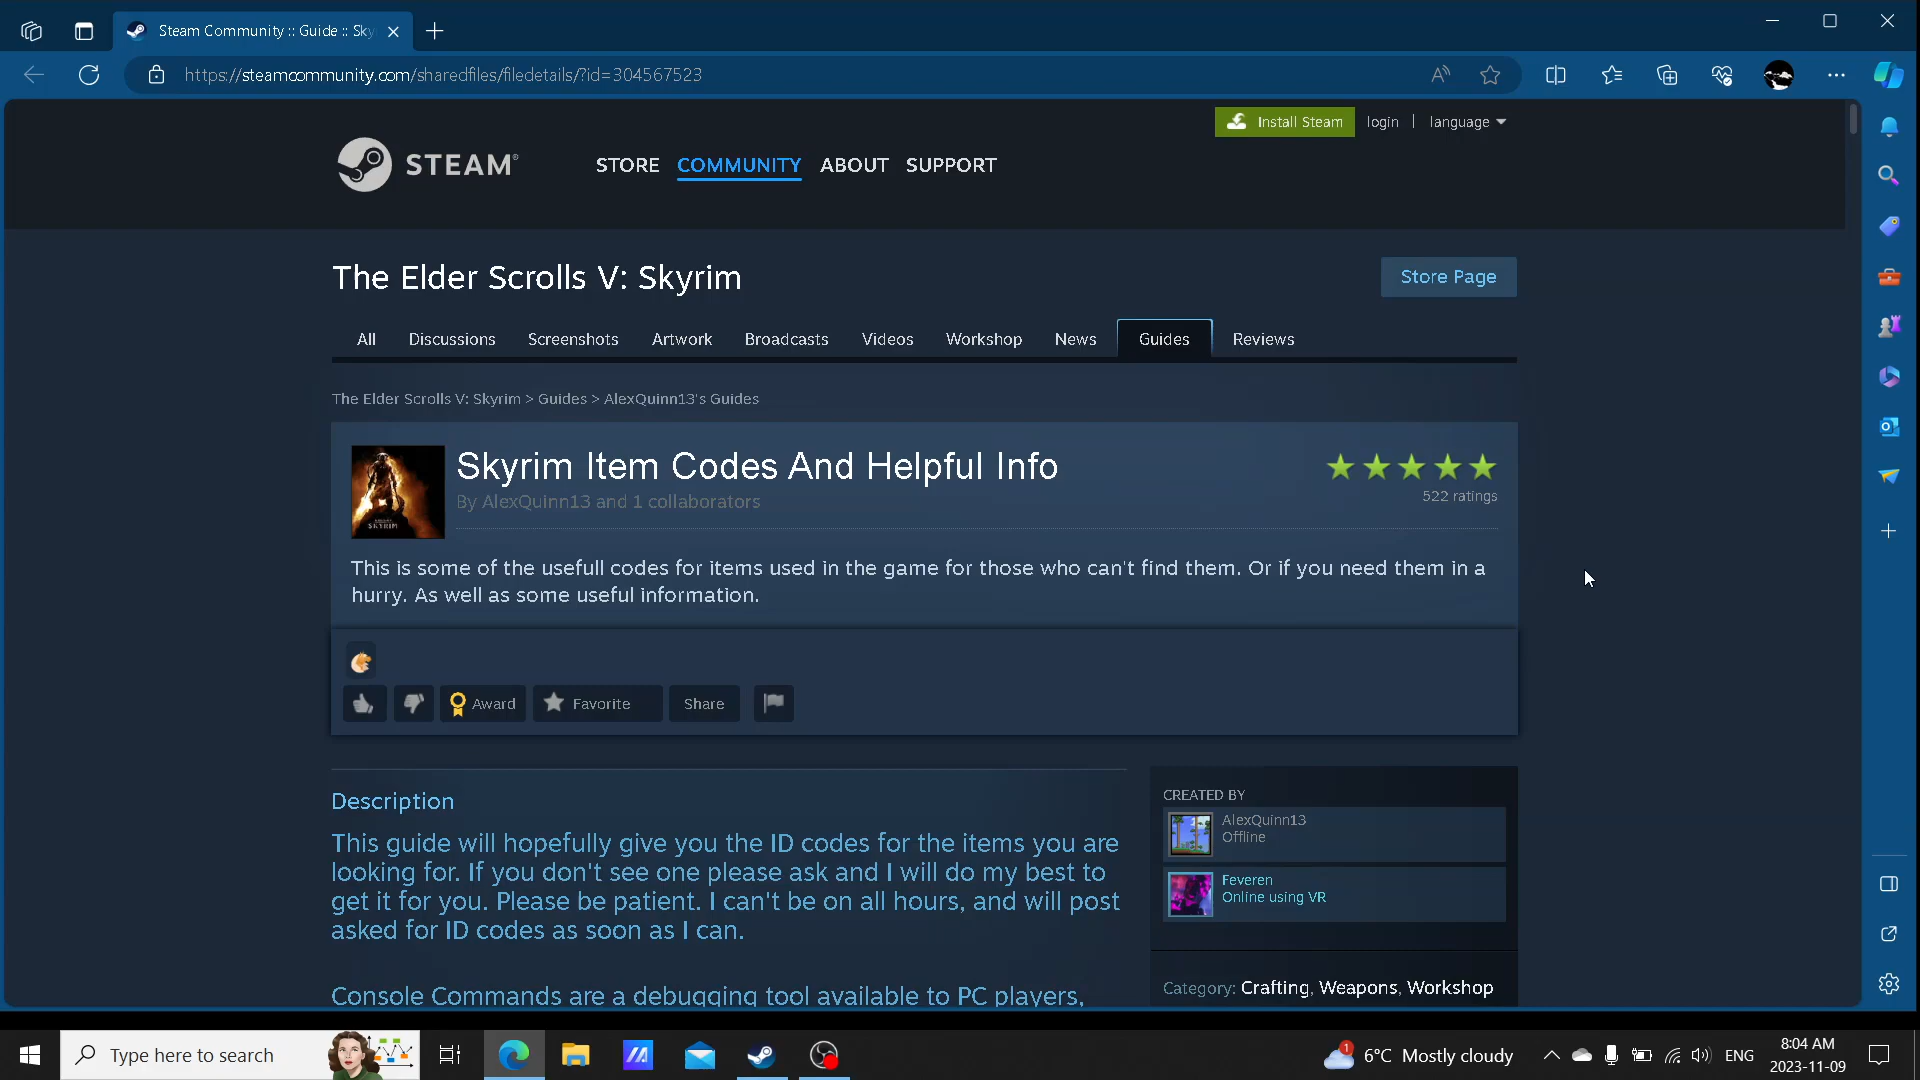 Steam Community :: Guide :: Sky
https://steamcommunity.com/sharedfiles/filedetails/?id=304567523
Install Steam
login
|
language
STEAM®
STORE
COMMUNITY
ABOUT
SUPPORT
The Elder Scrolls V: Skyrim
Store Page
All
Discussions
Screenshots
Artwork
Broadcasts
Videos
Workshop
News
Guides
Reviews
The Elder Scrolls V: Skyrim > Guides > AlexQuinn13's Guides
SKYRIM
Skyrim Item Codes And Helpful Info
By AlexQuinn13 and 1 collaborators
522 ratings
This is some of the usefull codes for items used in the game for those who can't find them. Or if you need them in a
hurry. As well as some useful information.
Award
Favorite
Share
Description
This guide will hopefully give you the ID codes for the items you are
looking for. If you don't see one please ask and I will do my best to
get it for you. Please be patient. I can't be on all hours, and will post
asked for ID codes as soon as I can.
Console Commands are a debugging tool available to PC players,
CREATED BY
AlexQuinn13
Offline
Feveren
Online using VR
Category: Crafting, Weapons, Workshop
Type here to search
1
6°C Mostly cloudy
ENG
8:04 AM
2023-11-09